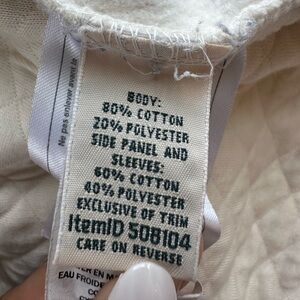 Ne pas enlever avant le
BODY:
80% COTTON
20% POLYESTER
SIDE PANEL AND
SLEEVES:
60% COTTON
40% POLYESTER
EXCLUSIVE OF TRIM
ItemID 508104
CARE ON REVERSE
EAU FROIDE